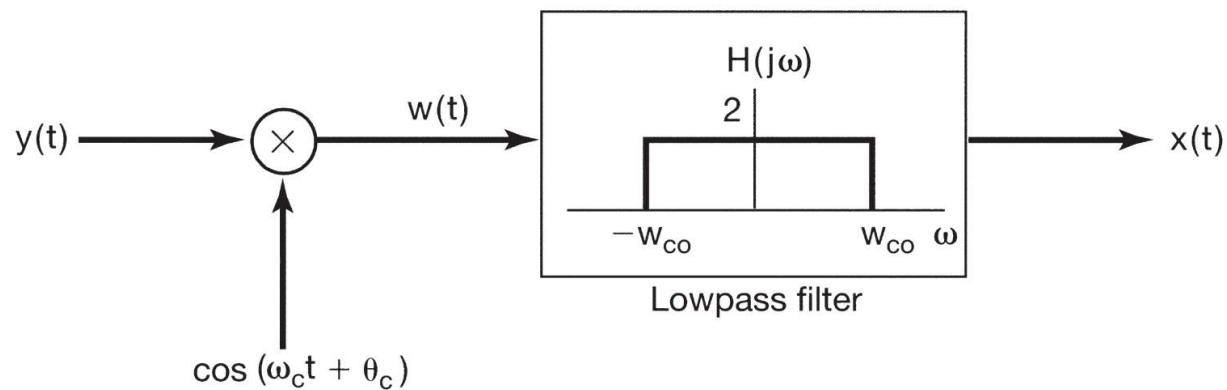 H(jω)
w(t)
2
y(t)
×
x(t)
−w_co
w_co
ω
Lowpass filter
cos (ω_c t + θ_c)